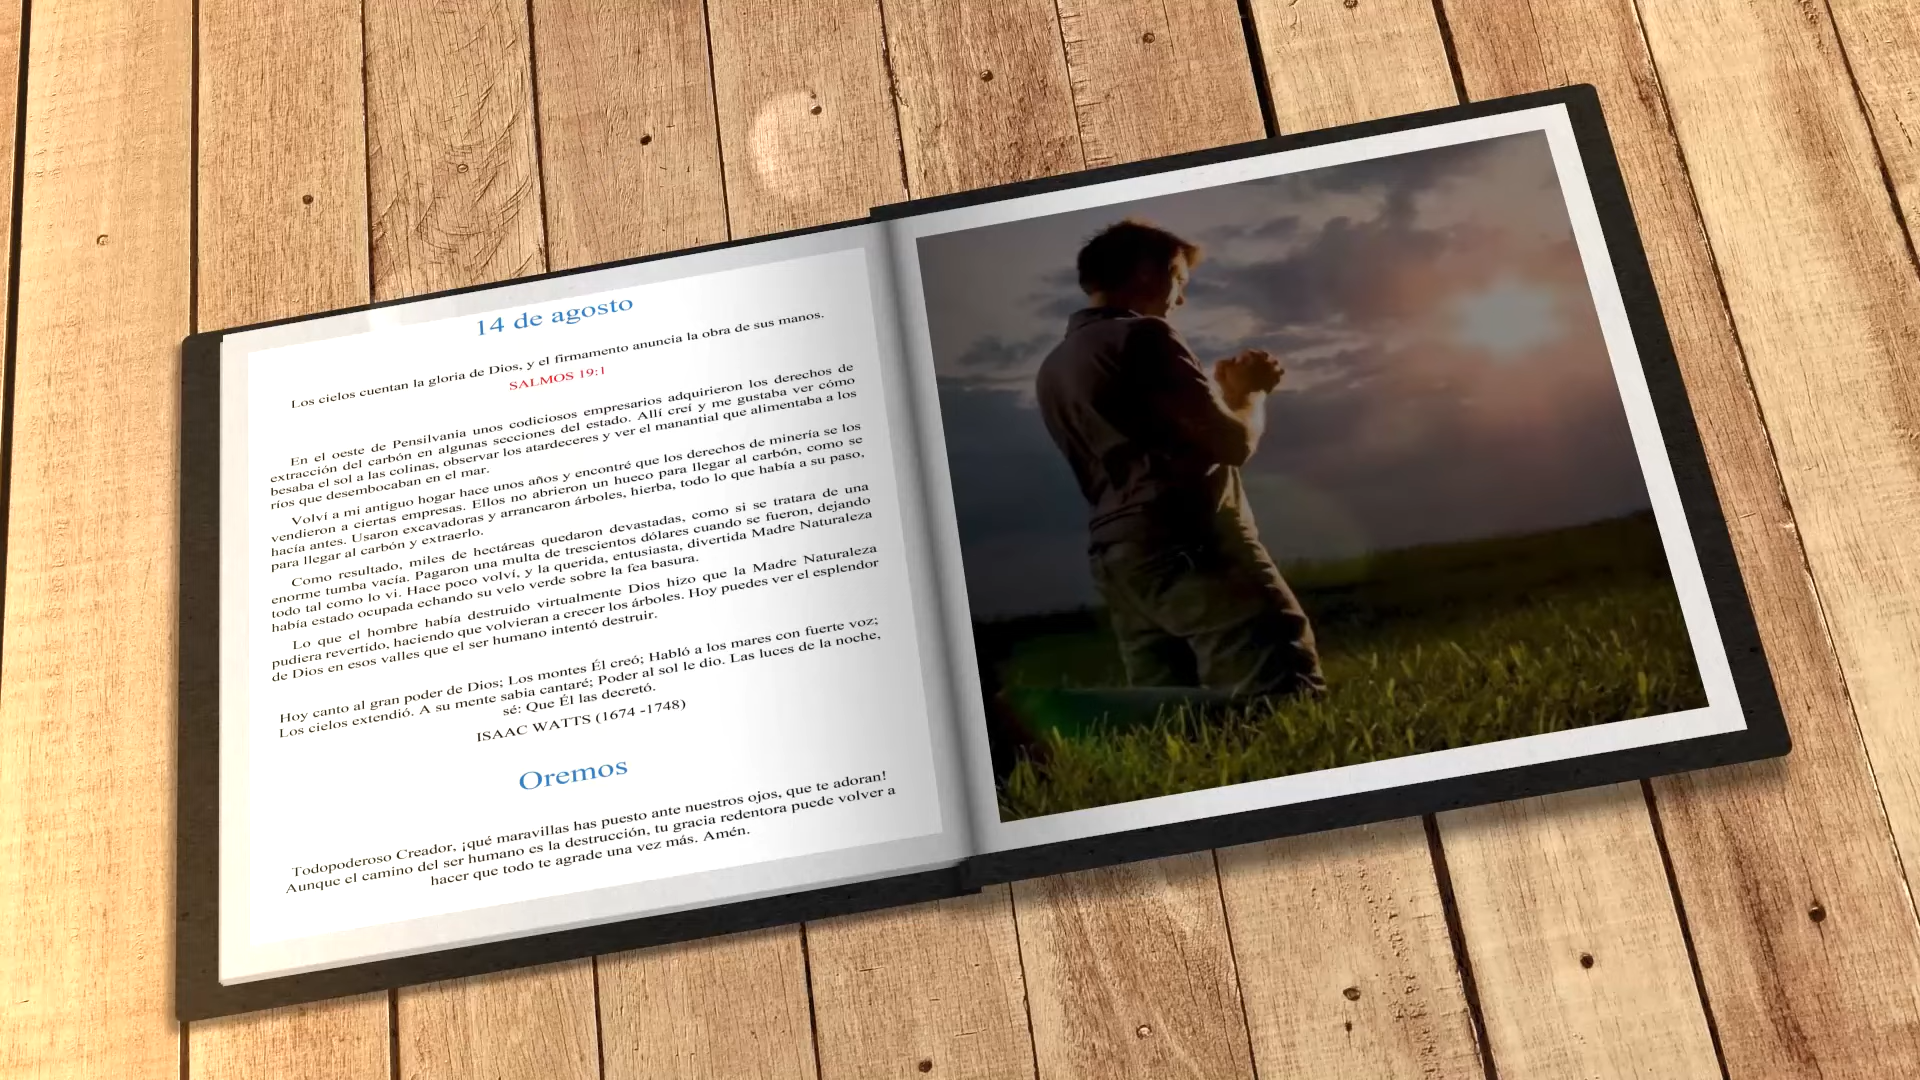 14 de agosto
Los cielos cuentan la gloria de Dios, y el firmamento anuncia la obra de sus manos.
SALMOS 19:1
En el oeste de Pensilvania unos codiciosos empresarios adquirieron los derechos de
extracción del carbón en algunas secciones del estado. Allí crei y me gustaba ver cómo
besaba el sol a las colinas, observar los atardeceres y ver el manantial que alimentaba a los
ríos que desembocaban en el mar.
Volví a mi antiguo hogar hace unos años y encontré que los derechos de minería se los
vendieron a ciertas empresas. Ellos no abrieron un hueco para llegar al carbón, como se
hacía antes. Usaron excavadoras y arrancaron árboles, hierba, todo lo que había a su paso,
para llegar al carbón y extraerlo.
Como resultado, miles de hectáreas quedaron devastadas, como si se tratara de una
enorme tumba vacía. Pagaron una multa de trescientos dólares cuando se fueron, dejando
todo tal como lo vi. Hace poco volví, y la querida, entusiasta, divertida Madre Naturaleza
había estado ocupada echando su velo verde sobre la fea basura.
Lo que el hombre había destruido virtualmente Dios hizo que la Madre Naturaleza
pudiera revertido, haciendo que volvieran a crecer los árboles. Hoy puedes ver el esplendor
de Dios en esos valles que el ser humano intentó destruir.
Hoy canto al gran poder de Dios; Los montes Él creó; Habló a los mares con fuerte voz;
Los cielos extendió. A su mente sabia cantaré; Poder al sol le dio. Las luces de la noche,
sé: Que Él las decretó.
ISAAC WATTS (1674 -1748)
Oremos
Todopoderoso Creador, ¡qué maravillas has puesto ante nuestros ojos, que te adoran!
Aunque el camino del ser humano es la destrucción, tu gracia redentora puede volver a
hacer que todo te agrade una vez más. Amén.